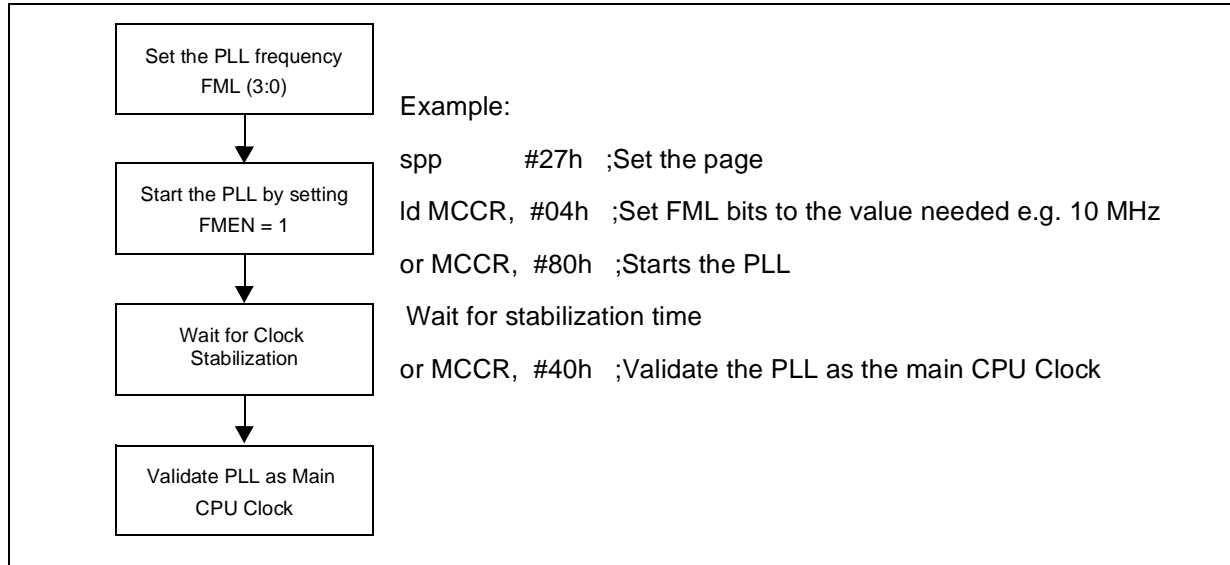 Set the PLL frequency
FML (3:0)
Start the PLL by setting
FMEN = 1
Wait for Clock
Stabilization
Validate PLL as Main
CPU Clock
Example:
spp #27h ;Set the page
ld MCCR, #04h ;Set FML bits to the value needed e.g. 10 MHz
or MCCR, #80h ;Starts the PLL
Wait for stabilization time
or MCCR, #40h ;Validate the PLL as the main CPU Clock